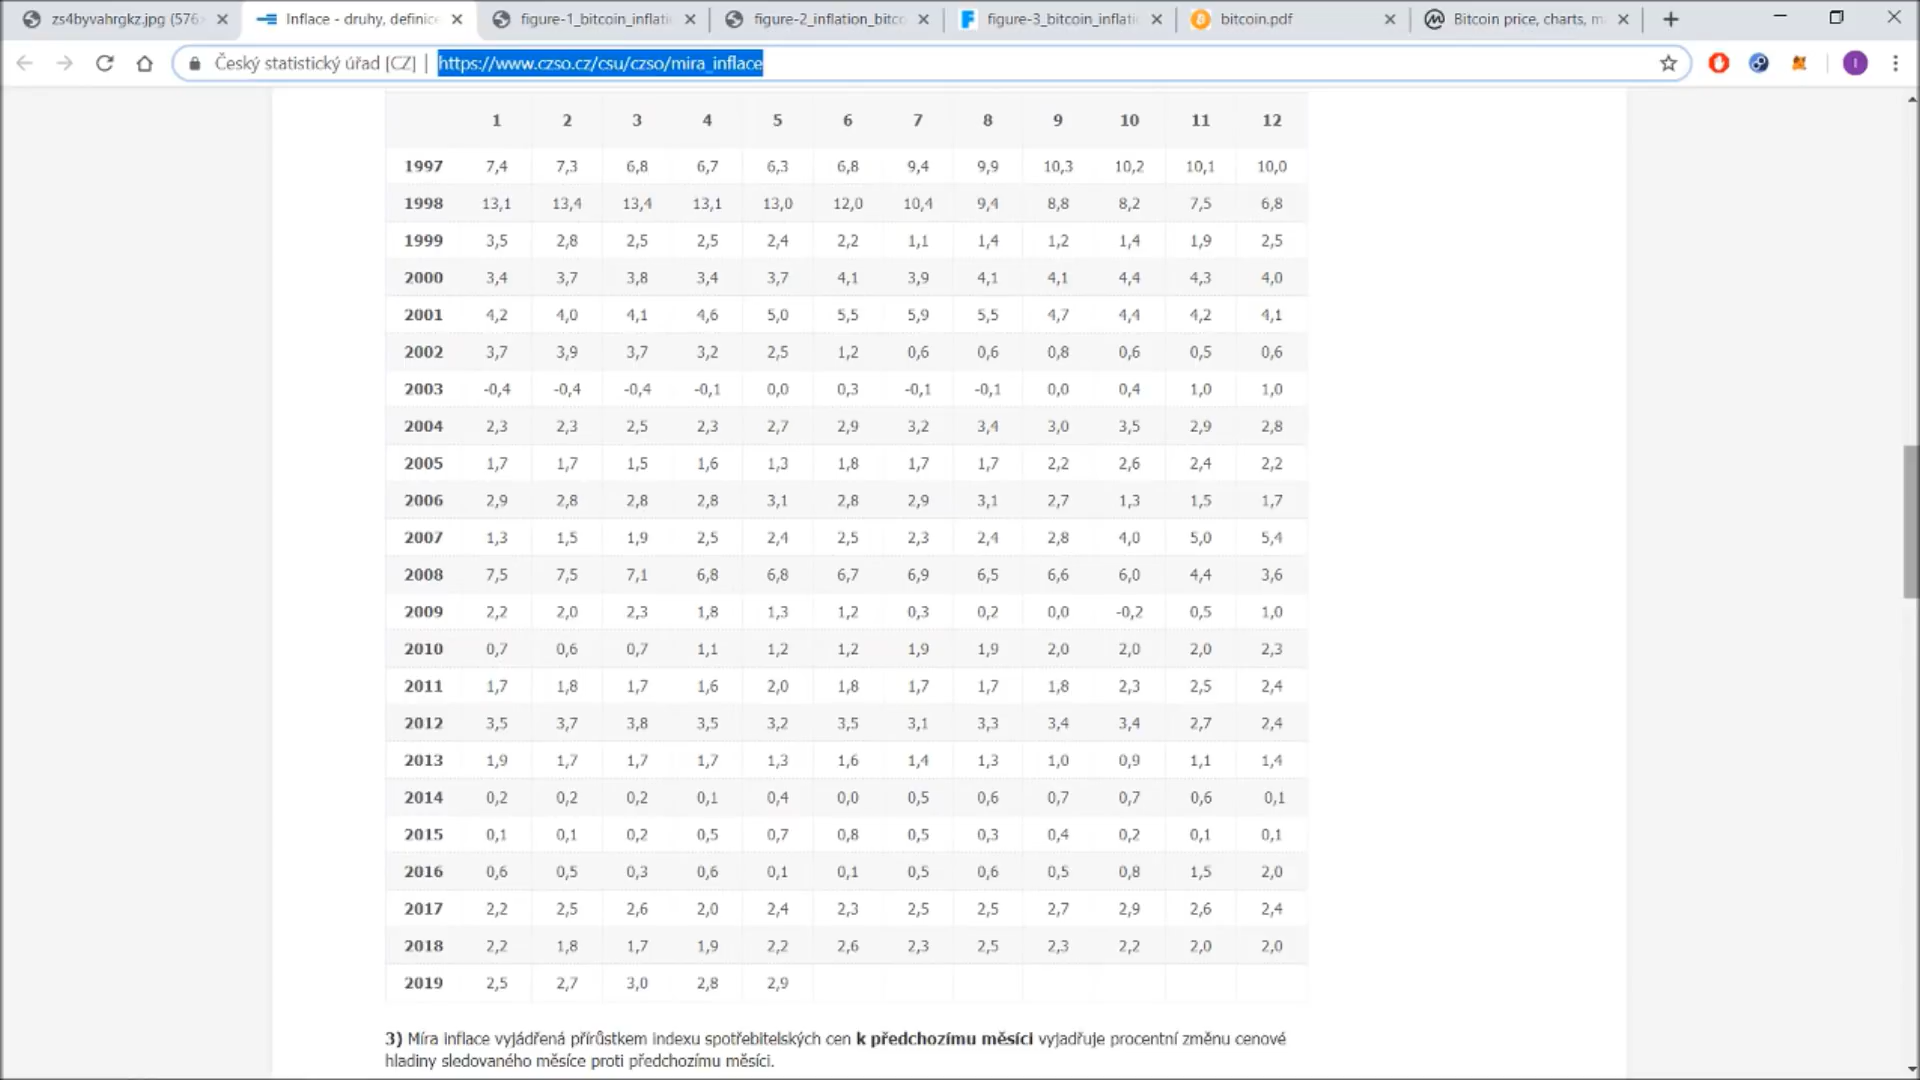 zs4byvahrgkz.jpg (576
Inflace - druhy, definice
figure-1_bitcoin_inflati
figure-2_inflation_bitco
figure-3_bitcoin_inflati
bitcoin.pdf
Bitcoin price, charts, m
Český statistický úřad [CZ] | https://www.czso.cz/csu/czso/mira_inflace
I
1 2 3 4 5 6 7 8 9 10 11 12
1997 7,4 7,3 6,8 6,7 6,3 6,8 9,4 9,9 10,3 10,2 10,1 10,0
1998 13,1 13,4 13,4 13,1 13,0 12,0 10,4 9,4 8,8 8,2 7,5 6,8
1999 3,5 2,8 2,5 2,5 2,4 2,2 1,1 1,4 1,2 1,4 1,9 2,5
2000 3,4 3,7 3,8 3,4 3,7 4,1 3,9 4,1 4,1 4,4 4,3 4,0
2001 4,2 4,0 4,1 4,6 5,0 5,5 5,9 5,5 4,7 4,4 4,2 4,1
2002 3,7 3,9 3,7 3,2 2,5 1,2 0,6 0,6 0,8 0,6 0,5 0,6
2003 -0,4 -0,4 -0,4 -0,1 0,0 0,3 -0,1 -0,1 0,0 0,4 1,0 1,0
2004 2,3 2,3 2,5 2,3 2,7 2,9 3,2 3,4 3,0 3,5 2,9 2,8
2005 1,7 1,7 1,5 1,6 1,3 1,8 1,7 1,7 2,2 2,6 2,4 2,2
2006 2,9 2,8 2,8 2,8 3,1 2,8 2,9 3,1 2,7 1,3 1,5 1,7
2007 1,3 1,5 1,9 2,5 2,4 2,5 2,3 2,4 2,8 4,0 5,0 5,4
2008 7,5 7,5 7,1 6,8 6,8 6,7 6,9 6,5 6,6 6,0 4,4 3,6
2009 2,2 2,0 2,3 1,8 1,3 1,2 0,3 0,2 0,0 -0,2 0,5 1,0
2010 0,7 0,6 0,7 1,1 1,2 1,2 1,9 1,9 2,0 2,0 2,0 2,3
2011 1,7 1,8 1,7 1,6 2,0 1,8 1,7 1,7 1,8 2,3 2,5 2,4
2012 3,5 3,7 3,8 3,5 3,2 3,5 3,1 3,3 3,4 3,4 2,7 2,4
2013 1,9 1,7 1,7 1,7 1,3 1,6 1,4 1,3 1,0 0,9 1,1 1,4
2014 0,2 0,2 0,2 0,1 0,4 0,0 0,5 0,6 0,7 0,7 0,6 0,1
2015 0,1 0,1 0,2 0,5 0,7 0,8 0,5 0,3 0,4 0,2 0,1 0,1
2016 0,6 0,5 0,3 0,6 0,1 0,1 0,5 0,6 0,5 0,8 1,5 2,0
2017 2,2 2,5 2,6 2,0 2,4 2,3 2,5 2,5 2,7 2,9 2,6 2,4
2018 2,2 1,8 1,7 1,9 2,2 2,6 2,3 2,5 2,3 2,2 2,0 2,0
2019 2,5 2,7 3,0 2,8 2,9
3) Míra inflace vyjádřená přírůstkem indexu spotřebitelských cen k předchozímu měsíci vyjadřuje procentní změnu cenové
hladiny sledovaného měsíce proti předchozímu měsíci.